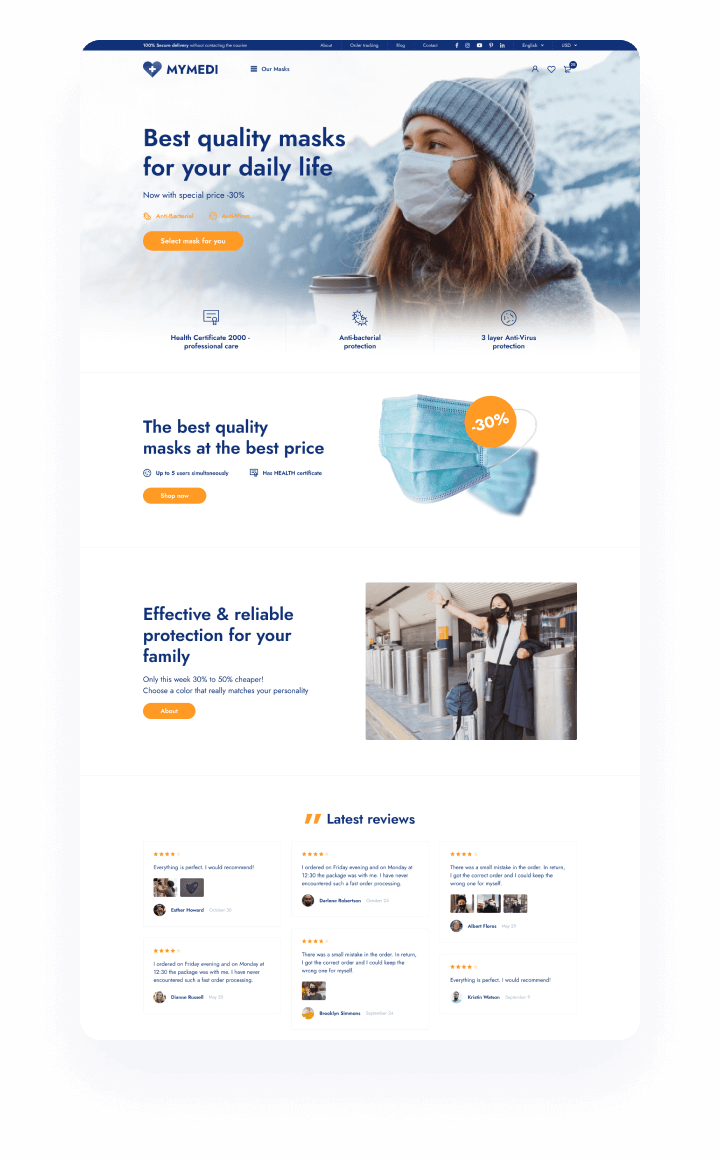 100% Secure delivery without contacting the courier
About
Order tracking
Blog
Contact
English
USD
MYMEDI
Our Masks
Best quality masks
for your daily life
Now with special price -30%
Anti-Bacterial
Anti-Virus
Select mask for you
Health Certificate 2000 -
professional care
Anti-bacterial
protection
3 layer Anti-Virus
protection
The best quality
masks at the best price
Up to 5 users simultaneously
Has HEALTH certificate
Shop now
-30%
Effective & reliable
protection for your
family
Only this week 30% to 50% cheaper!
Choose a color that really matches your personality
About
Latest reviews
Everything is perfect. I would recommend!
Esther Howard
I ordered on Friday evening and on Monday at
12:30 the package was with me. I have never
encountered such a fast order processing.
Dianne Russell
May 25
I ordered on Friday evening and on Monday at
12:30 the package was with me. I have never
encountered such a fast order processing.
Darlene Robertson
There was a small mistake in the order. In return,
I got the correct order and I could keep the
wrong one for myself.
Brooklyn Simmons
September 24
There was a small mistake in the order. In return,
I got the correct order and I could keep the
wrong one for myself.
Albert Flores
Everything is perfect. I would recommend!
Kristin Watson
September 9